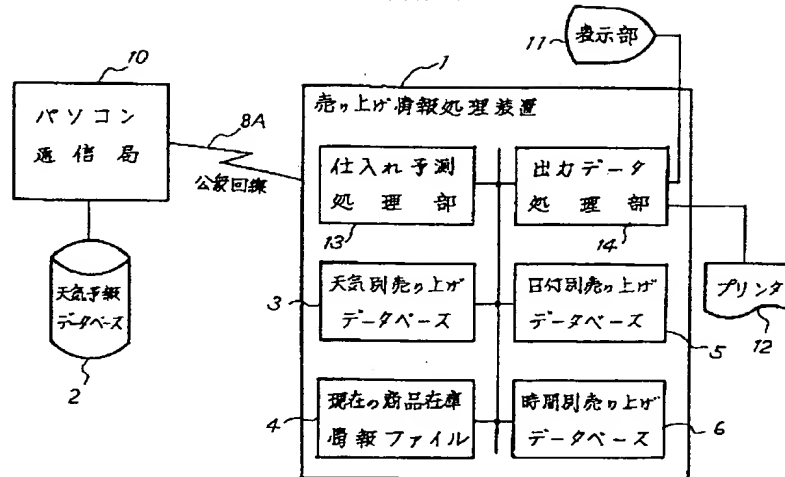 10
パソコン
通信局
8A
公衆回線
天気予報
データベース
2
11
表示部
1
売り上げ情報処理装置
仕入れ予測
処理部
13
出力データ
処理部
14
プリンタ
12
3
天気別売り上げ
データベース
日付別売り上げ
データベース
5
4
現在の商品在庫
情報ファイル
時間別売り上げ
データベース
6